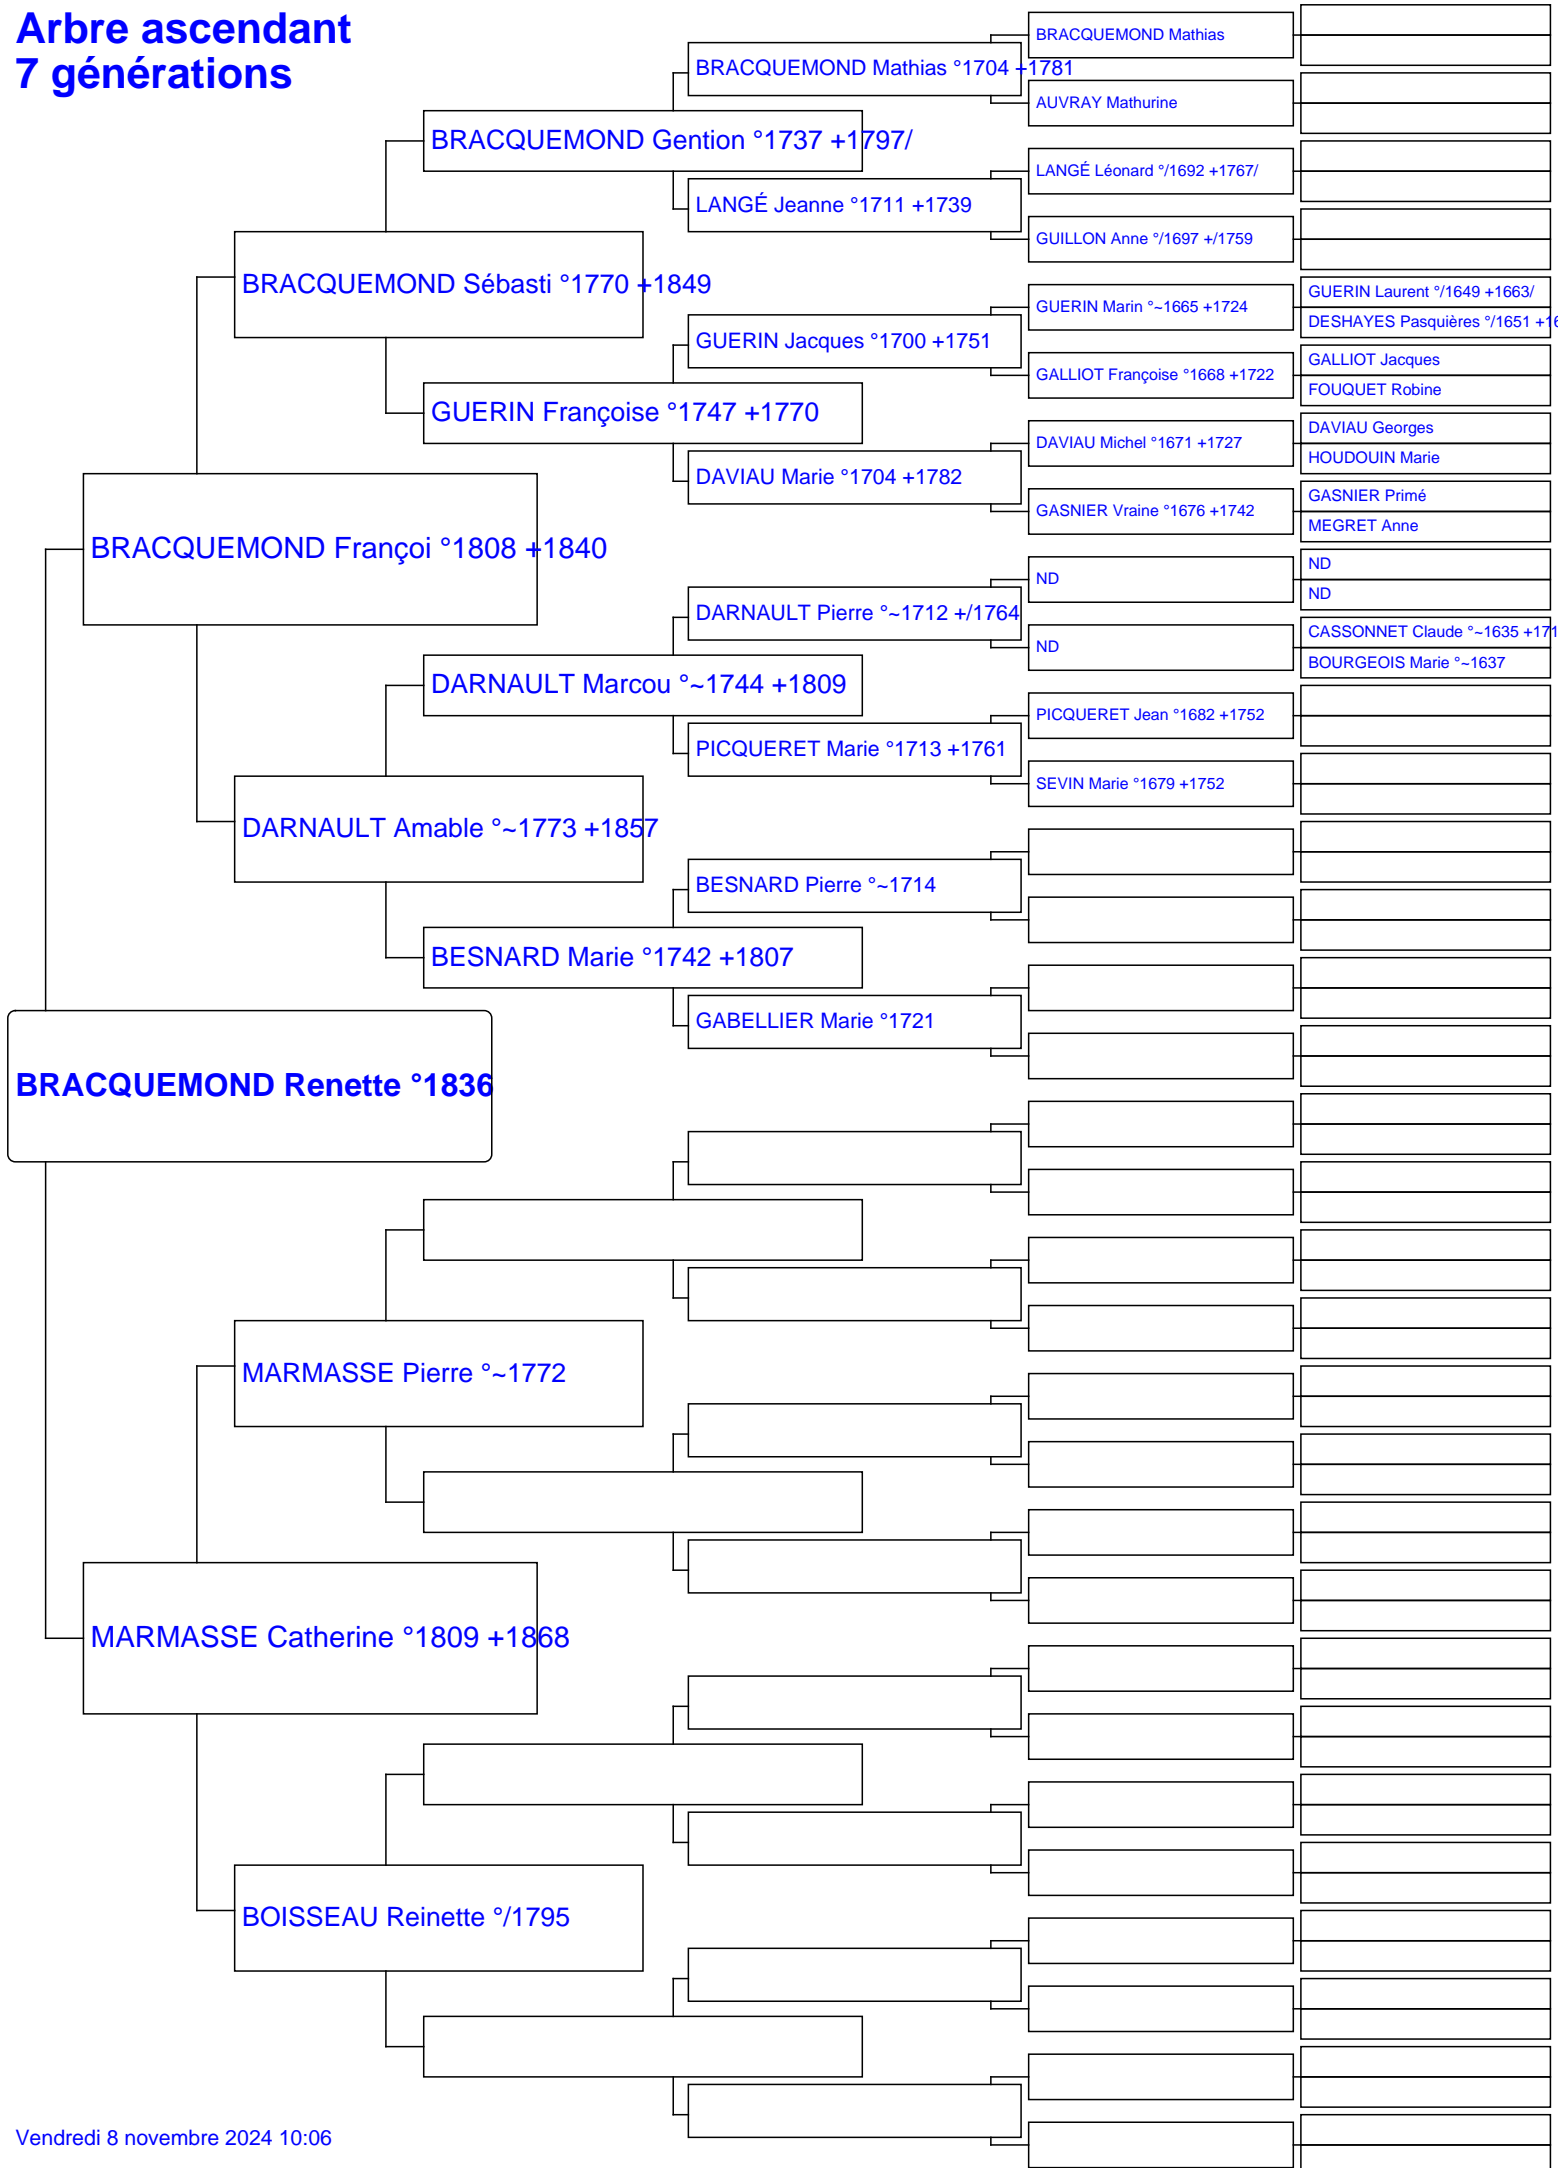 Arbre ascendant
7 générations
BRACQUEMOND Mathias
BRACQUEMOND Mathias °1704 +1781
AUVRAY Mathurine
BRACQUEMOND Gention °1737 +1797/
LANGÉ Léonard °/1692 +1767/
LANGÉ Jeanne °1711 +1739
GUILLON Anne °/1697 +/1759
BRACQUEMOND Sébasti °1770 +1849
GUERIN Laurent °/1649 +1663/
GUERIN Marin °~1665 +1724
DESHAYES Pasquières °/1651 +16
GUERIN Jacques °1700 +1751
GALLIOT Jacques
GALLIOT Françoise °1668 +1722
FOUQUET Robine
GUERIN Françoise °1747 +1770
DAVIAU Georges
DAVIAU Michel °1671 +1727
HOUDOUIN Marie
DAVIAU Marie °1704 +1782
GASNIER Primé
GASNIER Vraine °1676 +1742
MEGRET Anne
BRACQUEMOND Françoi °1808 +1840
ND
ND
ND
DARNAULT Pierre °~1712 +/1764
CASSONNET Claude °~1635 +171
ND
BOURGEOIS Marie °~1637
DARNAULT Marcou °~1744 +1809
PICQUERET Jean °1682 +1752
PICQUERET Marie °1713 +1761
SEVIN Marie °1679 +1752
DARNAULT Amable °~1773 +1857
BESNARD Pierre °~1714
BESNARD Marie °1742 +1807
GABELLIER Marie °1721
BRACQUEMOND Renette °1836
MARMASSE Pierre °~1772
MARMASSE Catherine °1809 +1868
BOISSEAU Reinette °/1795
Vendredi 8 novembre 2024 10:06